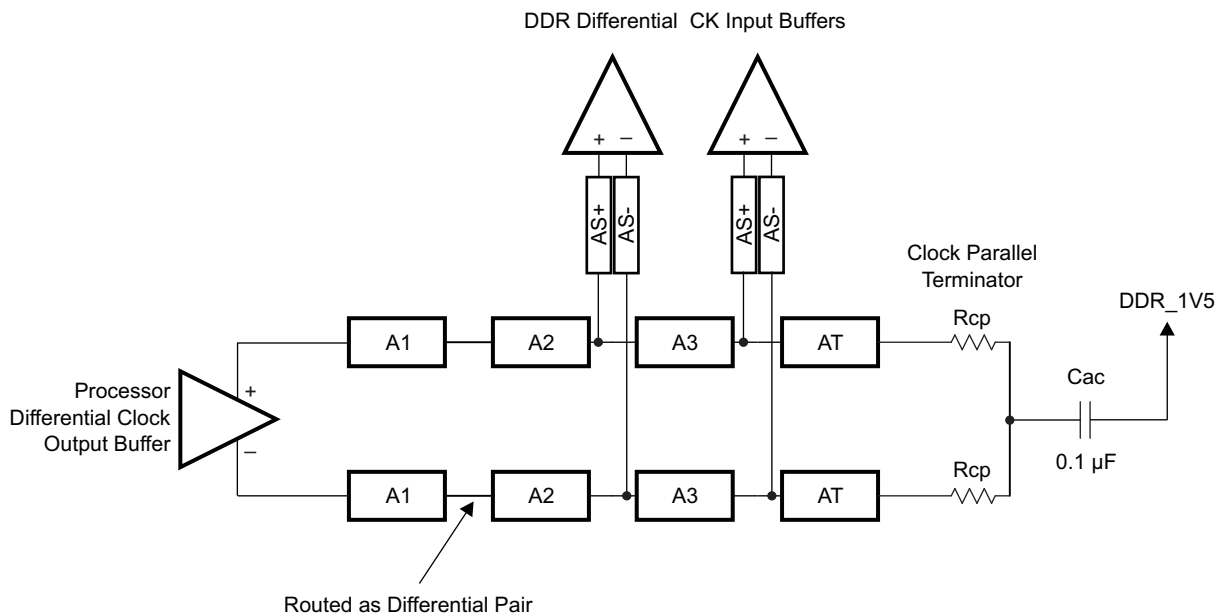 DDR Differential CK Input Buffers
+ − + −
AS+ AS- AS+ AS-
Clock Parallel
Terminator
DDR_1V5
Rcp
A1 A2 A3 AT
Cac
Processor
Differential Clock
Output Buffer
+
−
0.1 µF
Rcp
A1 A2 A3 AT
Routed as Differential Pair